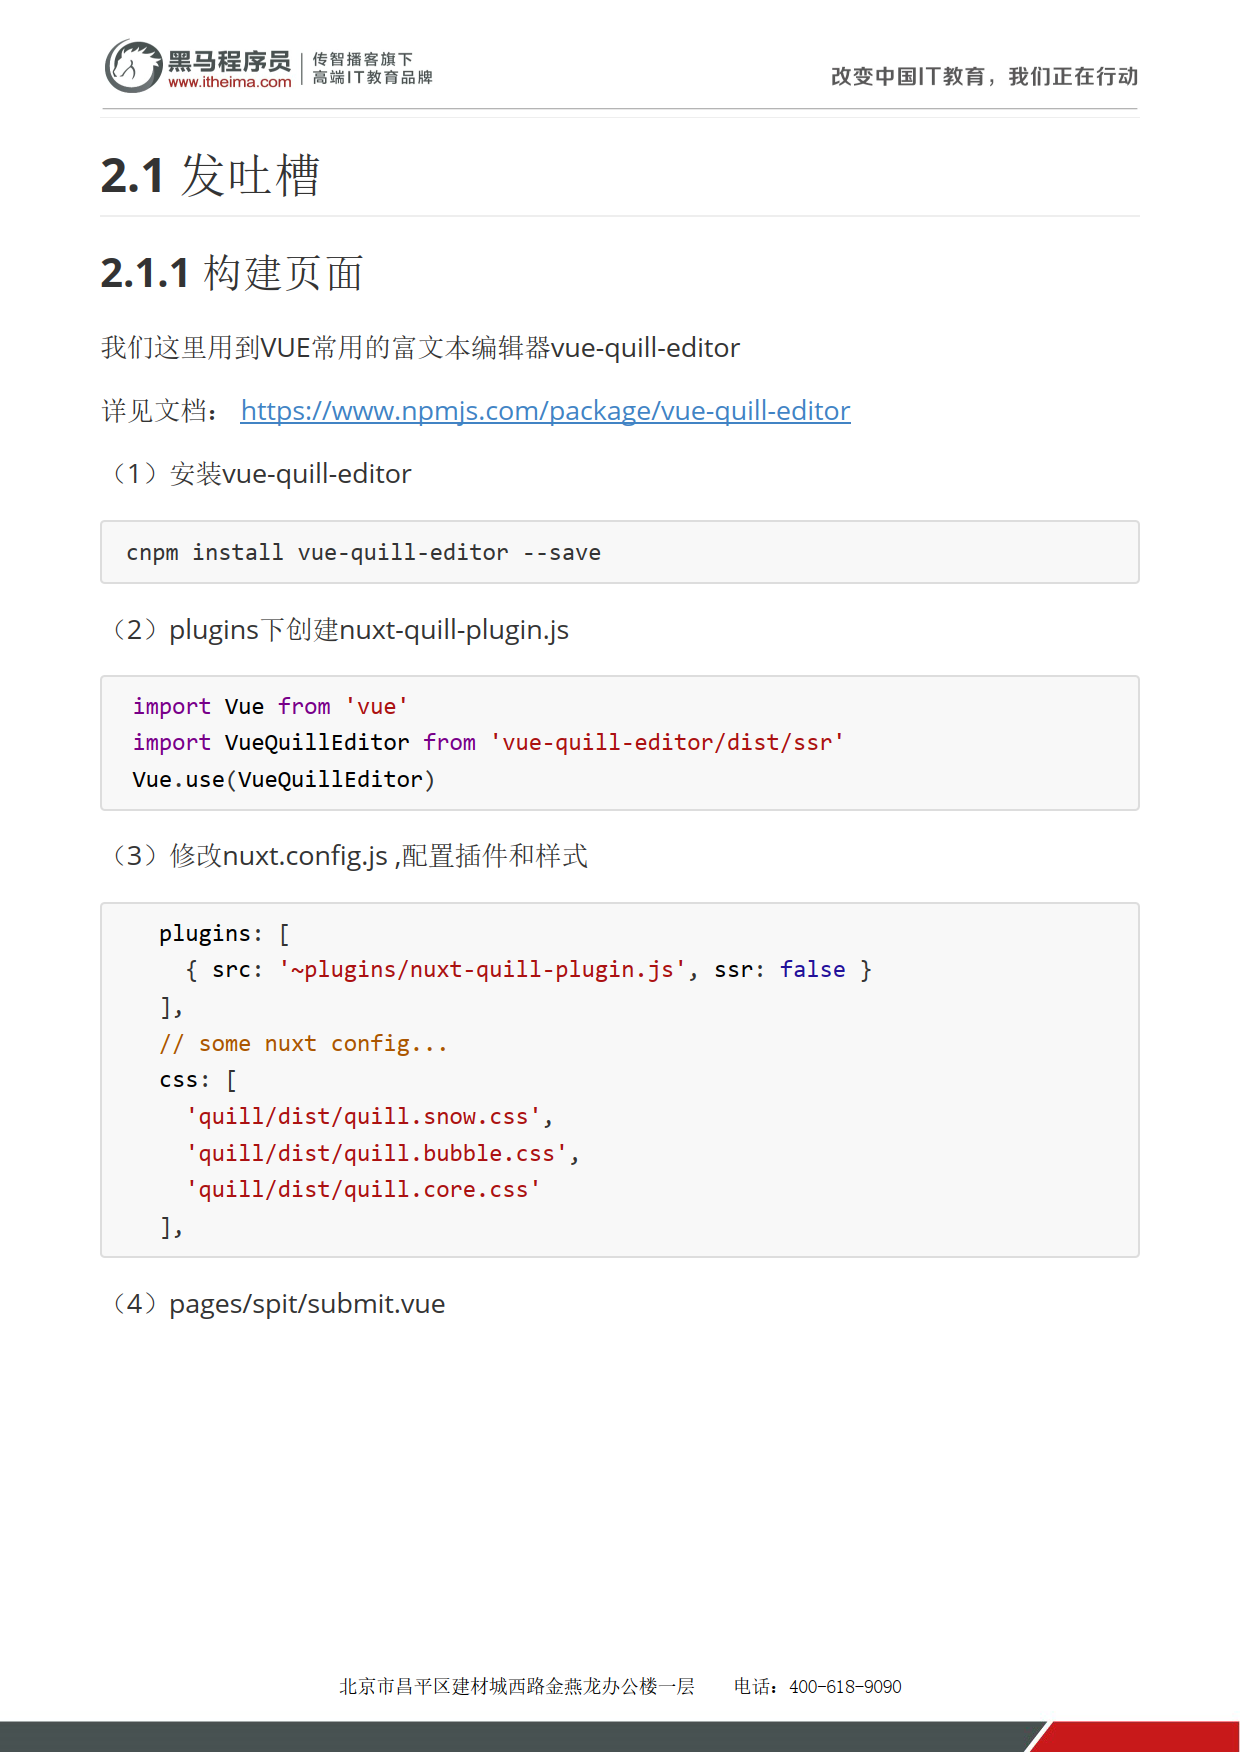 黑马程序员
www.itheima.com
传智播客旗下
高端IT教育品牌
改变中国IT教育，我们正在行动
2.1 发吐槽
2.1.1 构建页面
我们这里用到VUE常用的富文本编辑器vue-quill-editor
详见文档： https://www.npmjs.com/package/vue-quill-editor
（1）安装vue-quill-editor
cnpm install vue-quill-editor --save
（2）plugins下创建nuxt-quill-plugin.js
import Vue from 'vue'
import VueQuillEditor from 'vue-quill-editor/dist/ssr'
Vue.use(VueQuillEditor)
（3）修改nuxt.config.js ,配置插件和样式
plugins: [
  { src: '~plugins/nuxt-quill-plugin.js', ssr: false }
],
// some nuxt config...
css: [
  'quill/dist/quill.snow.css',
  'quill/dist/quill.bubble.css',
  'quill/dist/quill.core.css'
],
（4）pages/spit/submit.vue
北京市昌平区建材城西路金燕龙办公楼一层 电话：400-618-9090